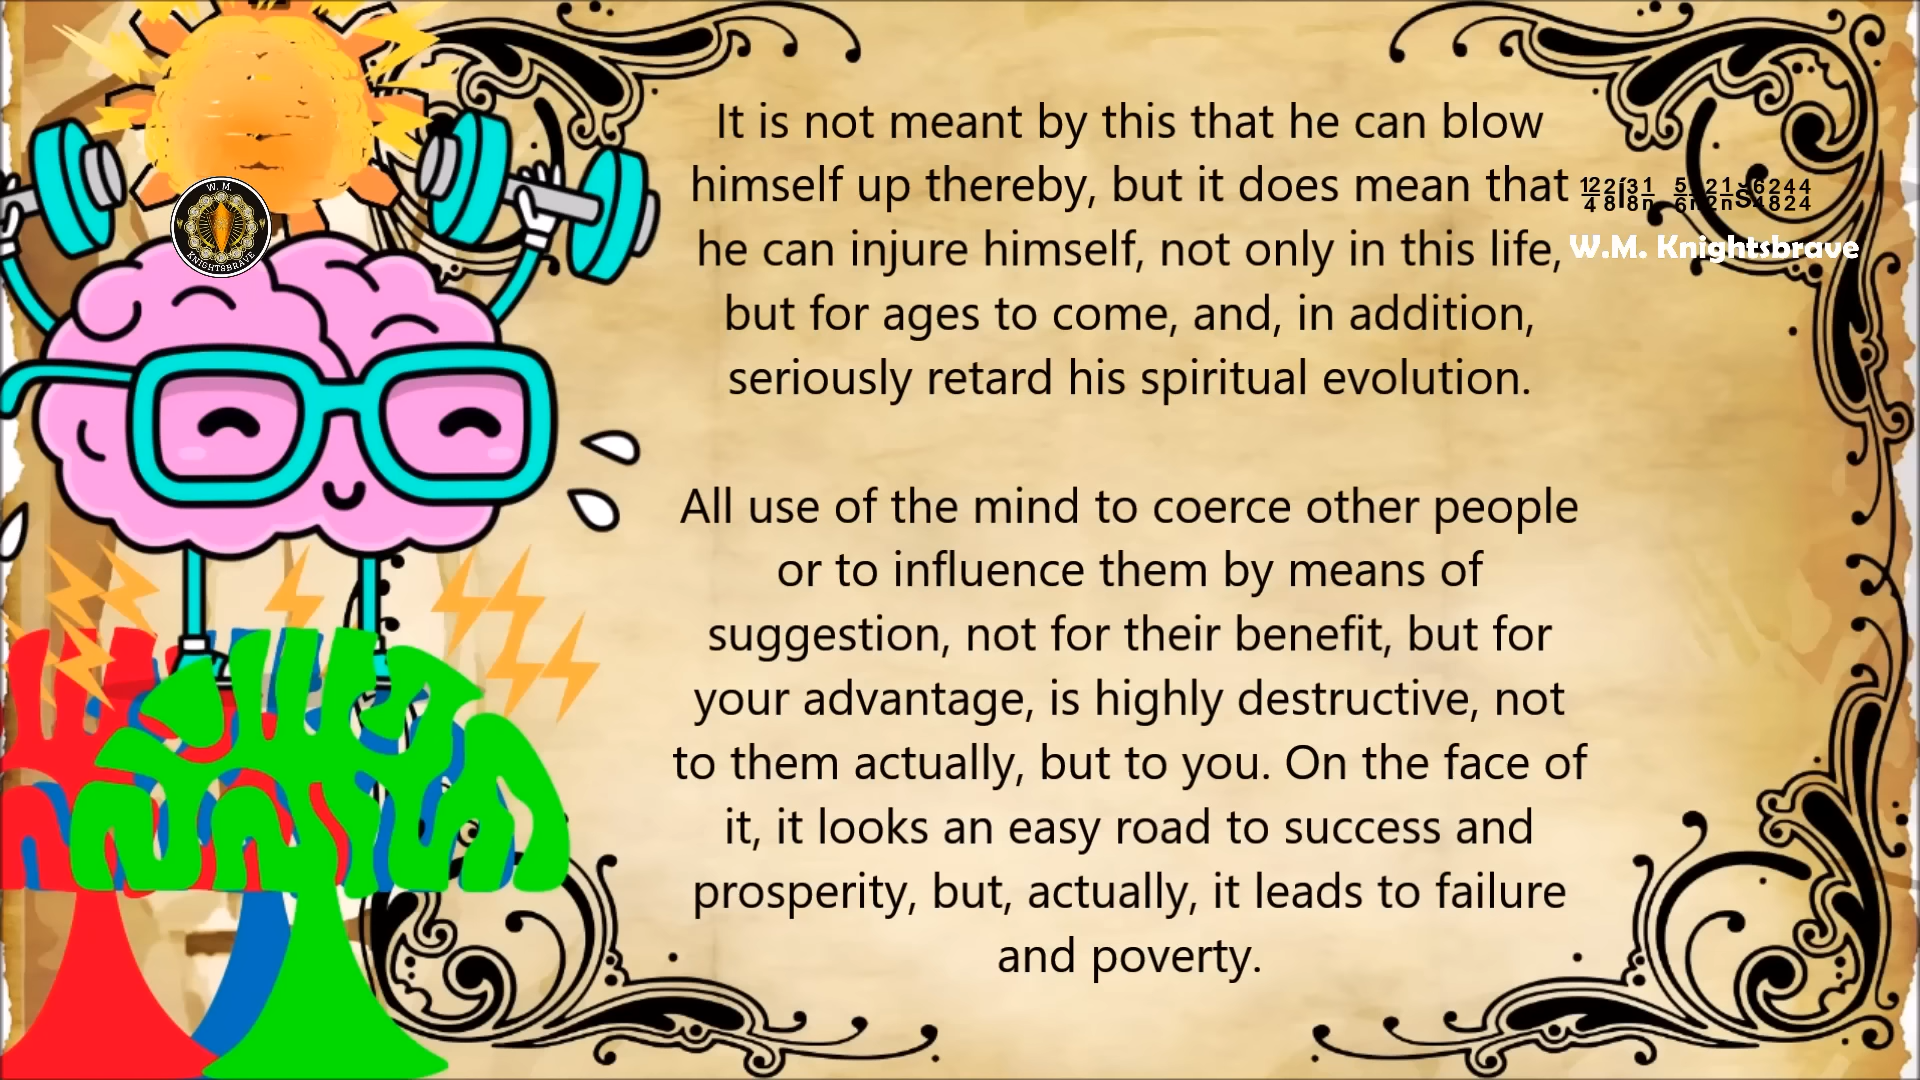 It is not meant by this that he can blow
himself up thereby, but it does mean that
he can injure himself, not only in this life,
but for ages to come, and, in addition,
seriously retard his spiritual evolution.
All use of the mind to coerce other people
or to influence them by means of
suggestion, not for their benefit, but for
your advantage, is highly destructive, not
to them actually, but to you. On the face of
it, it looks an easy road to success and
prosperity, but, actually, it leads to failure
and poverty.
W.M. Knightsbrave
W. M.
KNIGHTSBRAVE